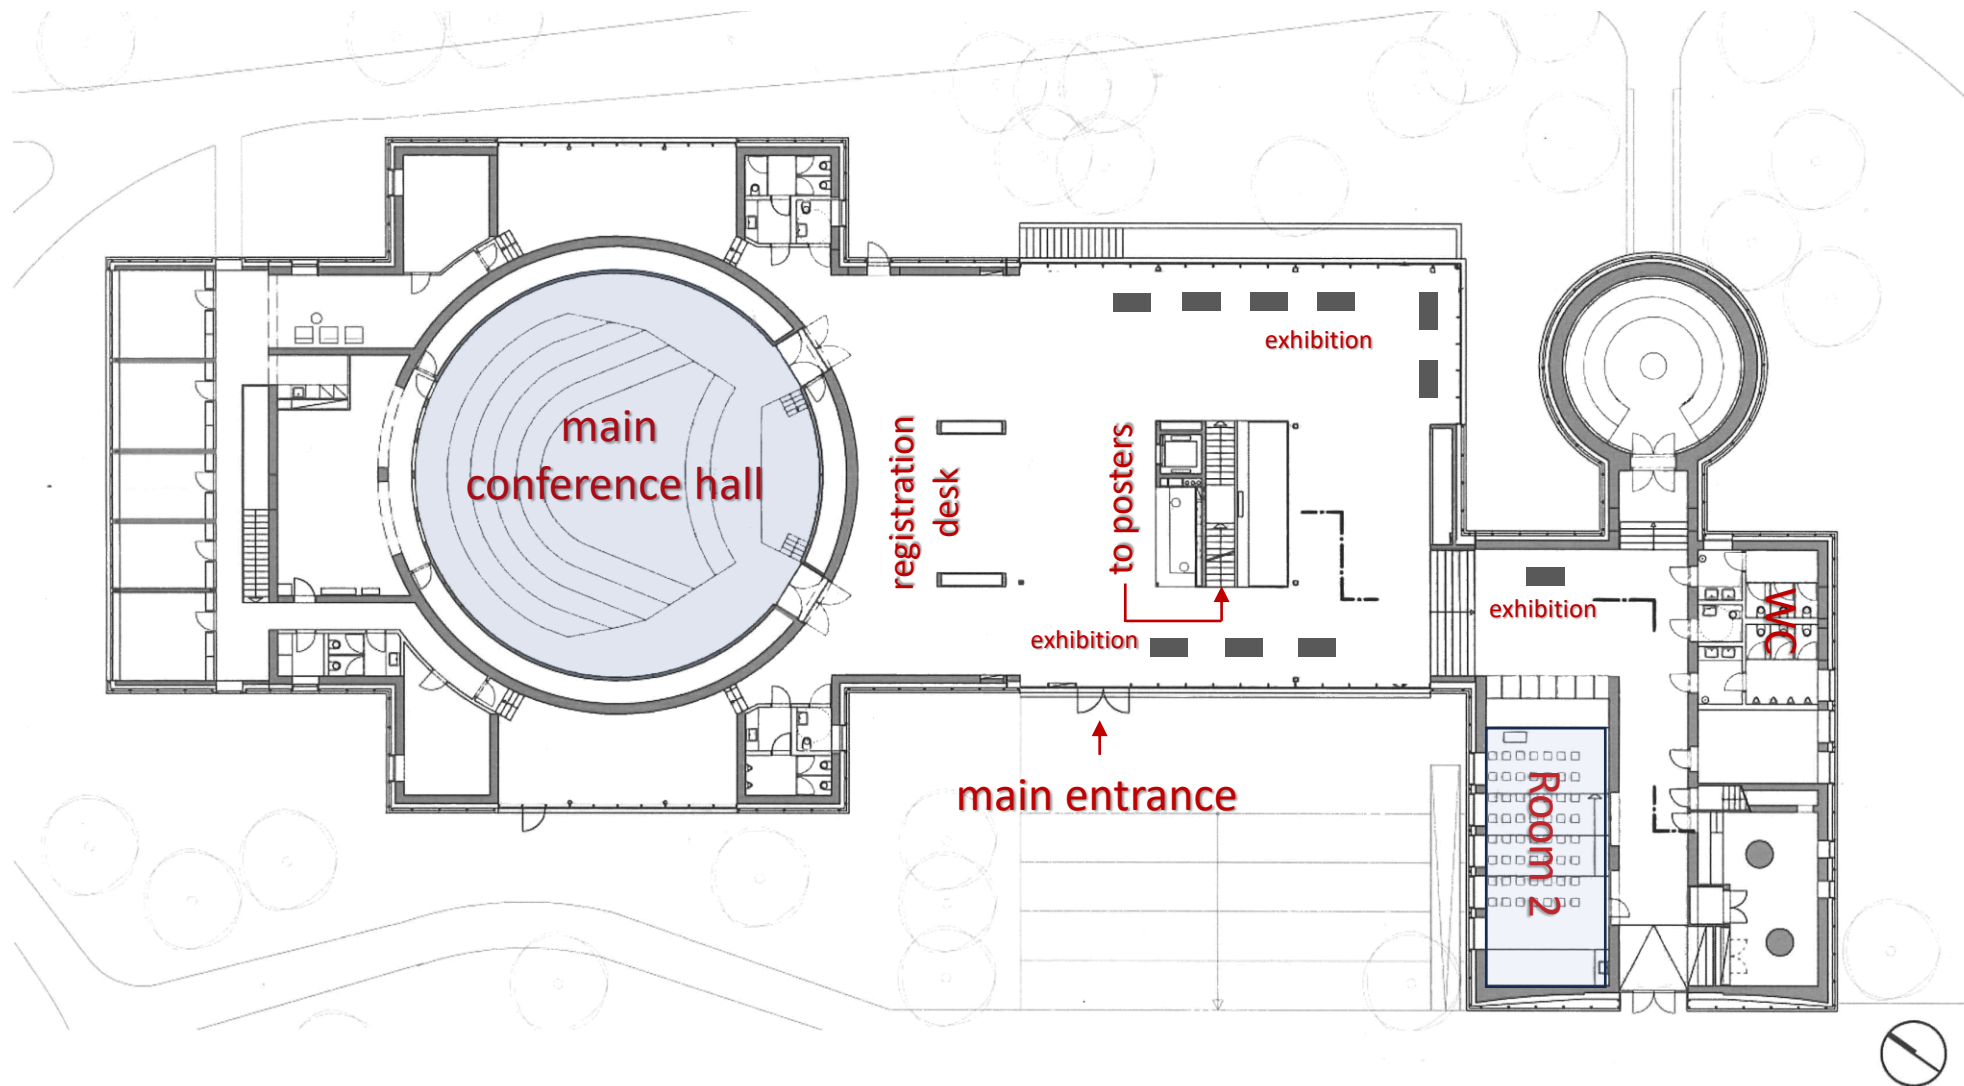 exhibition
main
conference hall
registration
desk
to posters
exhibition
exhibition
WC
main entrance
Room 2